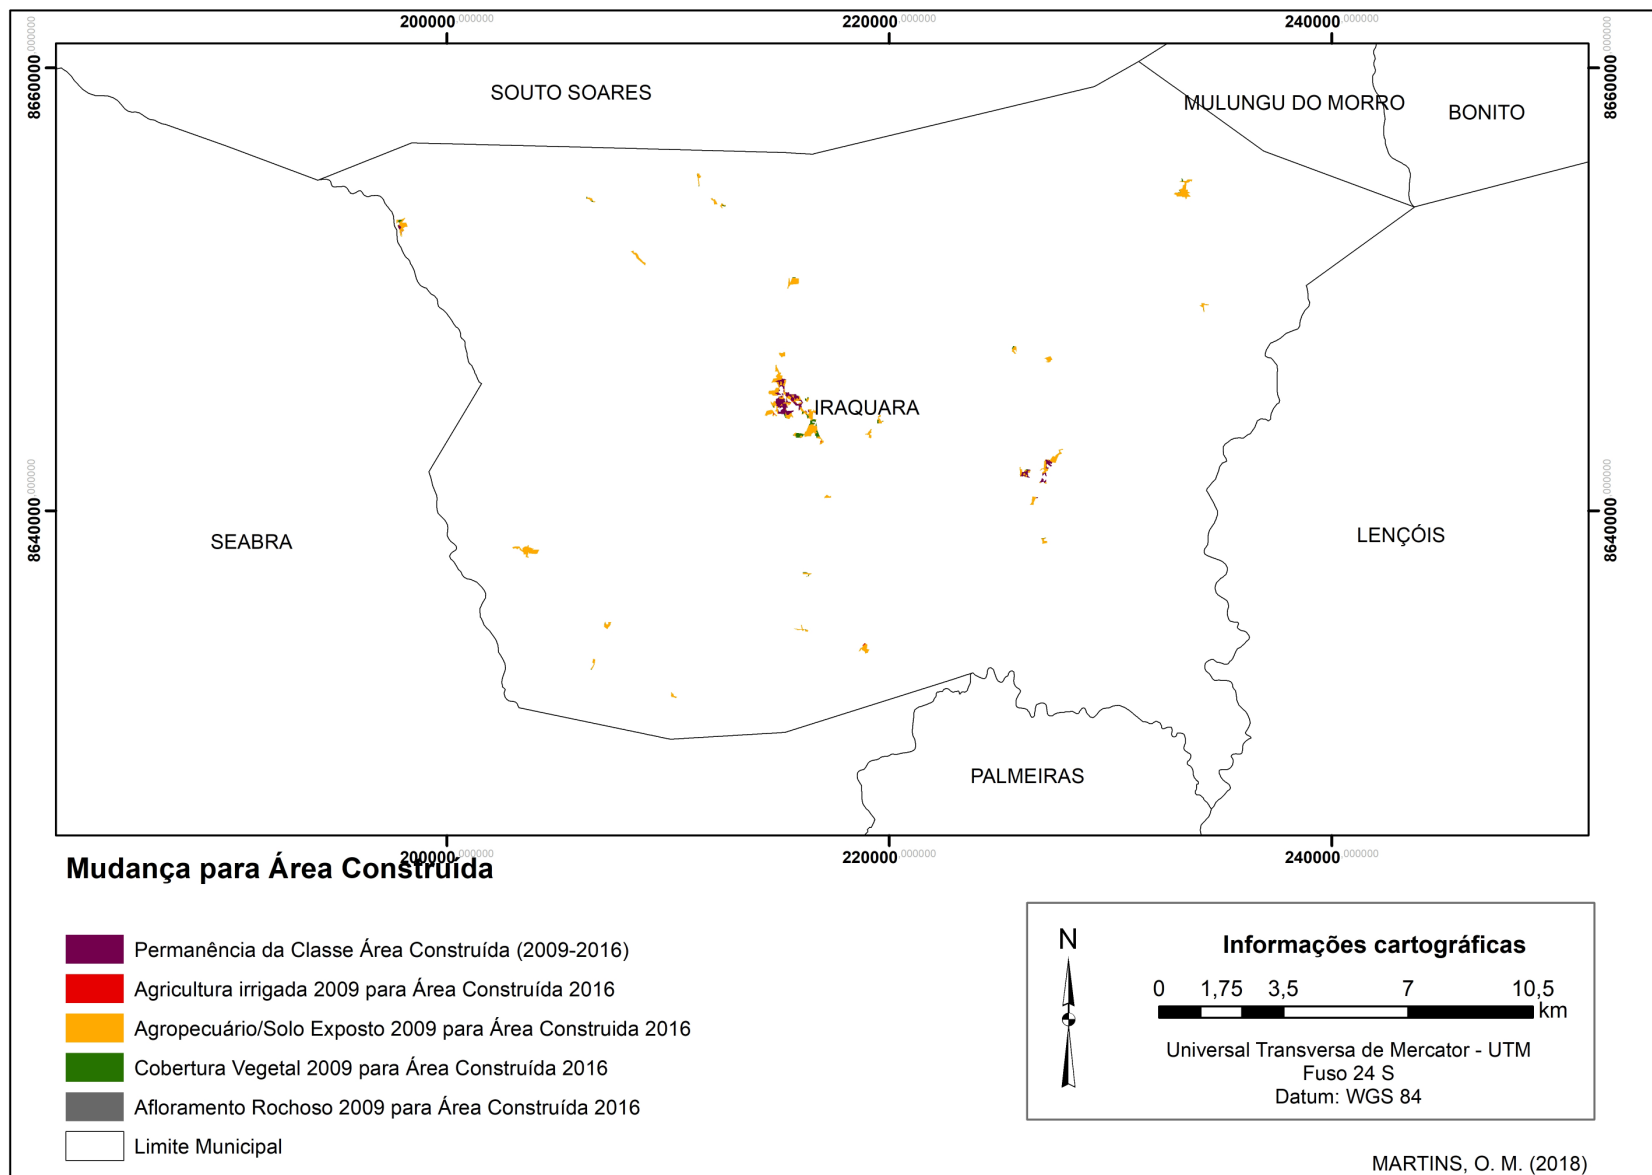 200000,000000
220000,000000
240000,000000
8660000,000000
8660000,000000
SOUTO SOARES
MULUNGU DO MORRO
BONITO
IRAQUARA
8640000,000000
8640000,000000
SEABRA
LENÇÓIS
PALMEIRAS
200000,000000
220000,000000
240000,000000
Mudança para Área Construída
Permanência da Classe Área Construída (2009-2016)
Agricultura irrigada 2009 para Área Construída 2016
Agropecuário/Solo Exposto 2009 para Área Construida 2016
Cobertura Vegetal 2009 para Área Construída 2016
Afloramento Rochoso 2009 para Área Construída 2016
Limite Municipal
N
Informações cartográficas
0 1,75 3,5 7 10,5
km
Universal Transversa de Mercator - UTM
Fuso 24 S
Datum: WGS 84
MARTINS, O. M. (2018)